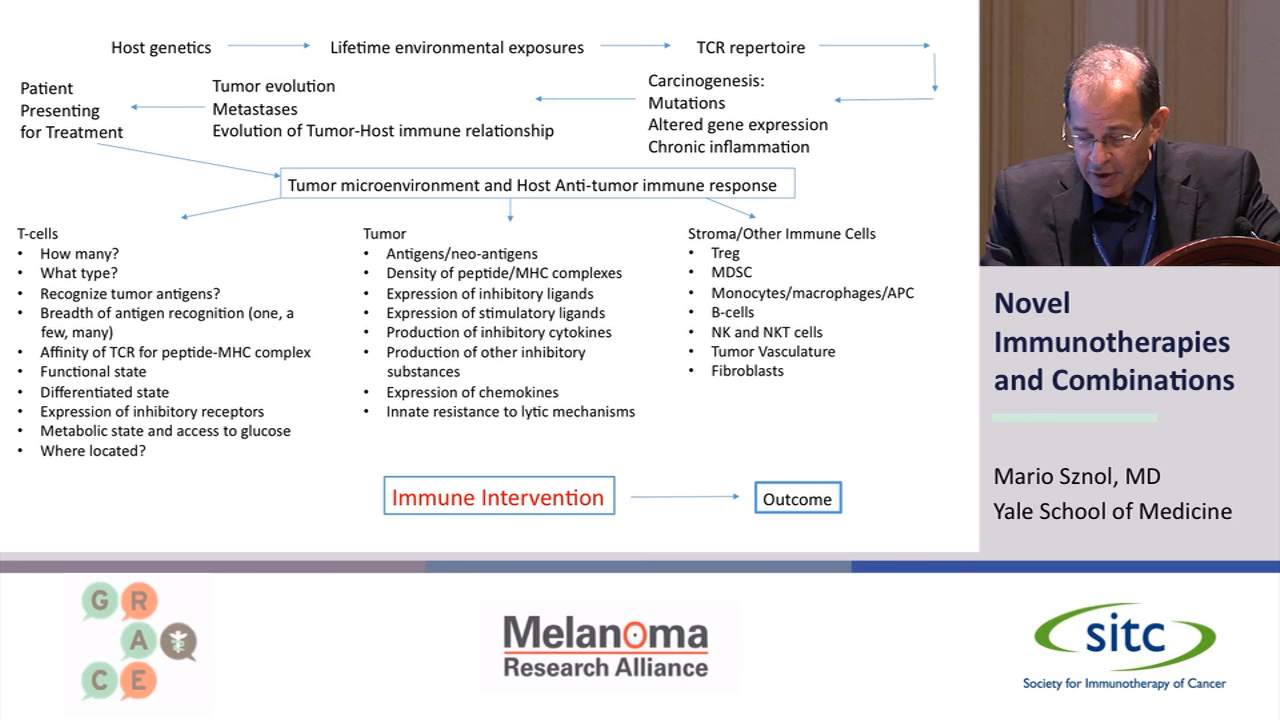 Host genetics
Lifetime environmental exposures
TCR repertoire
Carcinogenesis:
Mutations
Altered gene expression
Chronic inflammation
Tumor evolution
Metastases
Evolution of Tumor-Host immune relationship
Patient
Presenting
for Treatment
Tumor microenvironment and Host Anti-tumor immune response
T-cells
• How many?
• What type?
• Recognize tumor antigens?
• Breadth of antigen recognition (one, a
few, many)
• Affinity of TCR for peptide-MHC complex
• Functional state
• Differentiated state
• Expression of inhibitory receptors
• Metabolic state and access to glucose
• Where located?
Tumor
• Antigens/neo-antigens
• Density of peptide/MHC complexes
• Expression of inhibitory ligands
• Expression of stimulatory ligands
• Production of inhibitory cytokines
• Production of other inhibitory
substances
• Expression of chemokines
• Innate resistance to lytic mechanisms
Stroma/Other Immune Cells
• Treg
• MDSC
• Monocytes/macrophages/APC
• B-cells
• NK and NKT cells
• Tumor Vasculature
• Fibroblasts
Immune Intervention
Outcome
Novel
Immunotherapies
and Combinations
Mario Sznol, MD
Yale School of Medicine
G R
A
C E
Melanoma
Research Alliance
sitc
Society for Immunotherapy of Cancer